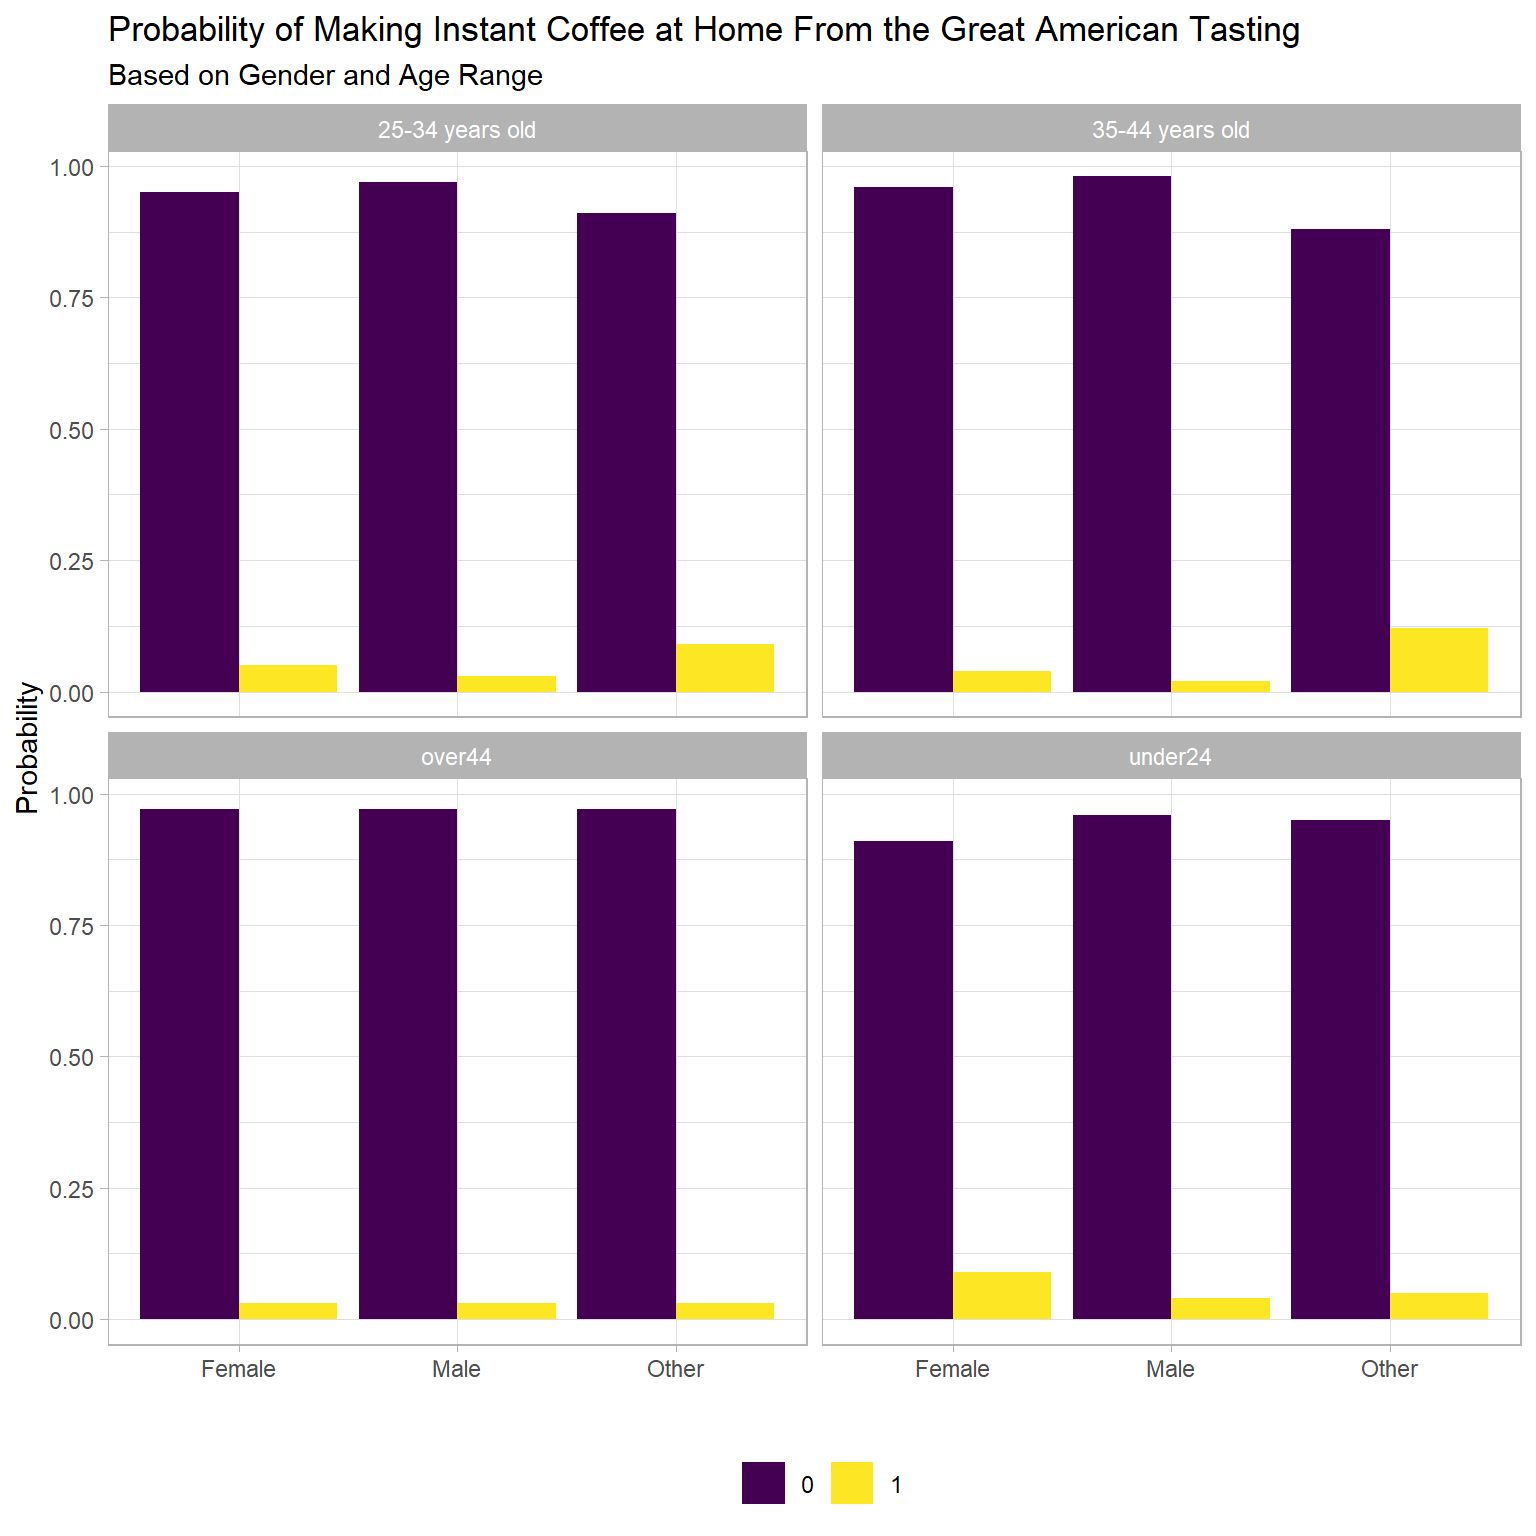 Probability of Making Instant Coffee at Home From the Great American Tasting
Based on Gender and Age Range
25-34 years old
35-44 years old
1.00
0.75
0.50
0.25
0.00
Probability
over44
under24
1.00
0.75
0.50
0.25
0.00
Female Male Other
Female Male Other
0 1